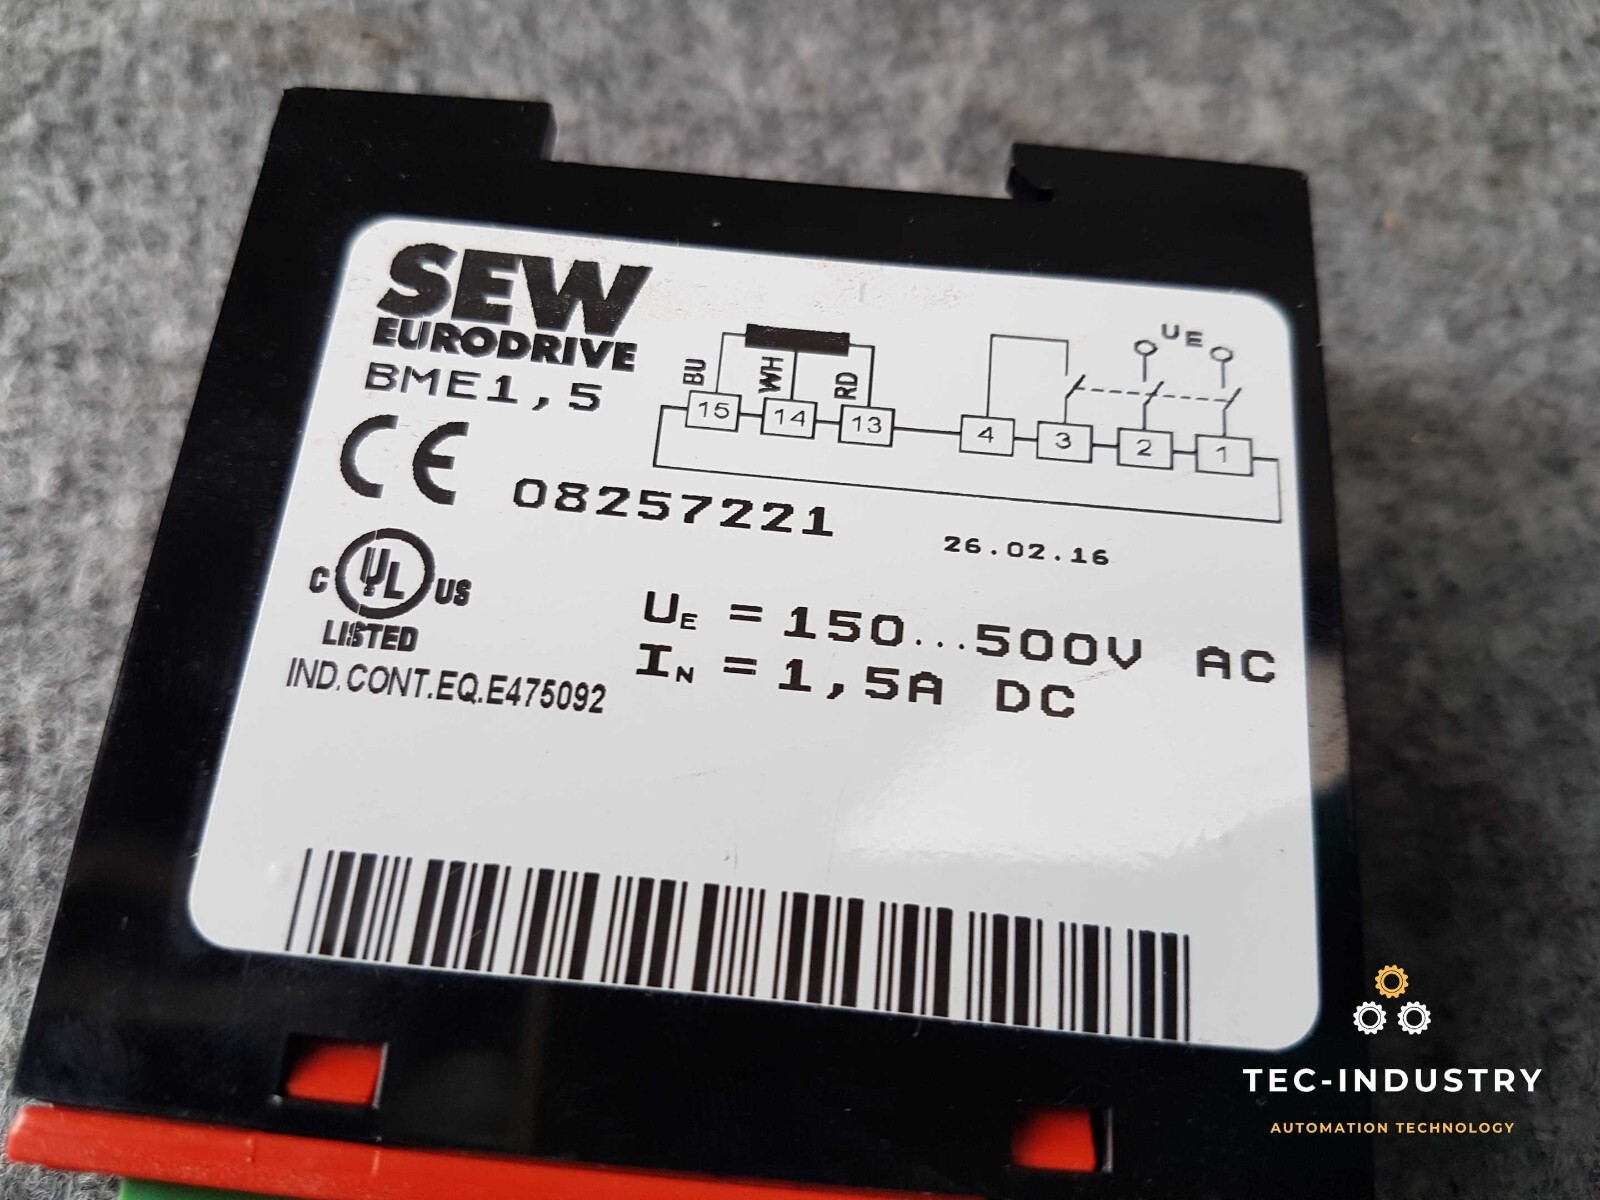 SEW
EURODRIVE
BME1,5
BU
WH
RD
UE
15
14
13
4
3
2
1
CE
08257221
26.02.16
C UL US
LISTED
IND.CONT.EQ.E475092
UE = 150...500V AC
IN = 1,5A DC
TEC-INDUSTRY
AUTOMATION TECHNOLOGY